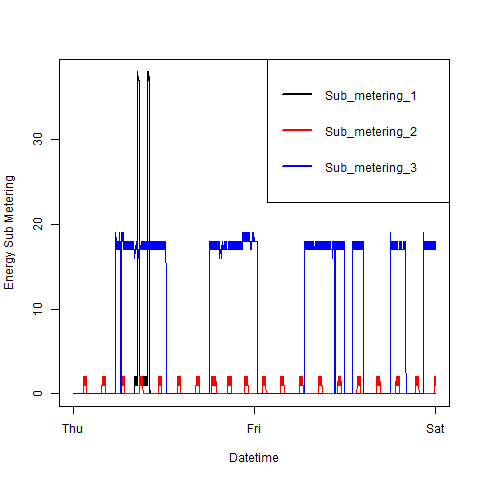 Sub_metering_1
Sub_metering_2
Sub_metering_3
Energy Sub Metering
30
20
10
0
Thu Fri Sat
Datetime